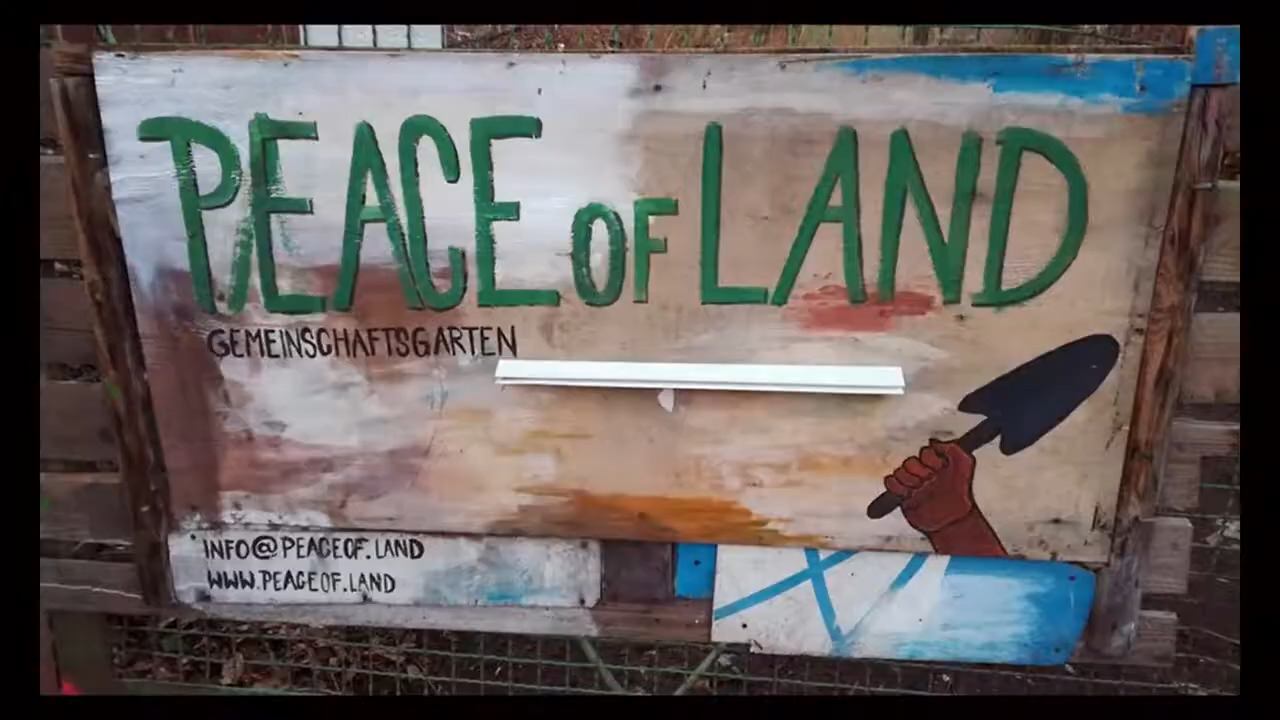 PEACE OF LAND
GEMEINSCHAFTSGARTEN
INFO@PEACEOF.LAND
WWW.PEACEOF.LAND